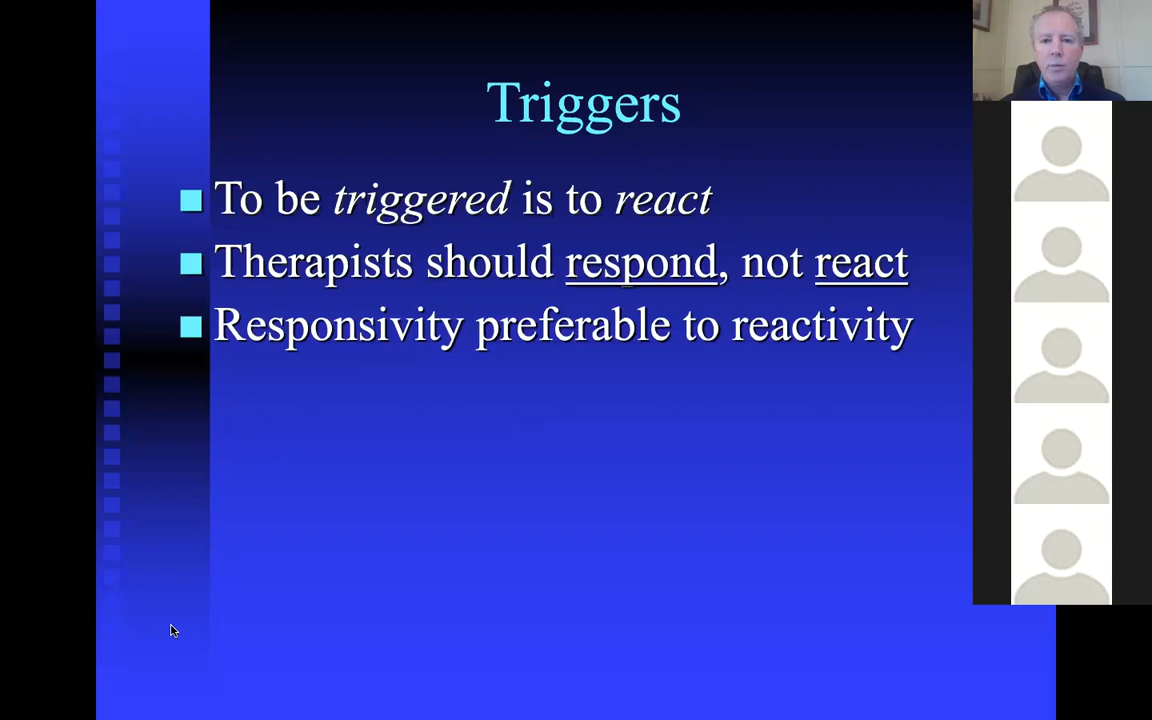 Triggers
To be triggered is to react
Therapists should respond, not react
Responsivity preferable to reactivity